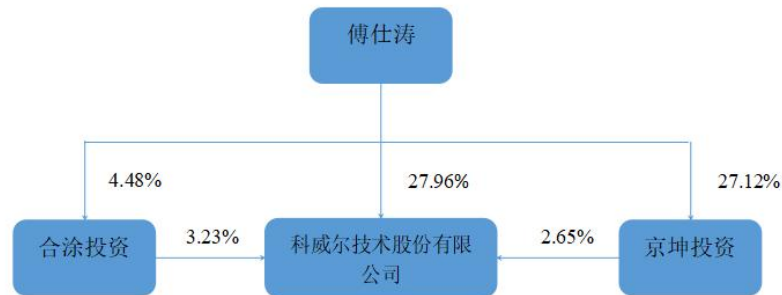 傅仕涛
4.48%
27.96%
27.12%
合涂投资
3.23%
科威尔技术股份有限
公司
2.65%
京坤投资